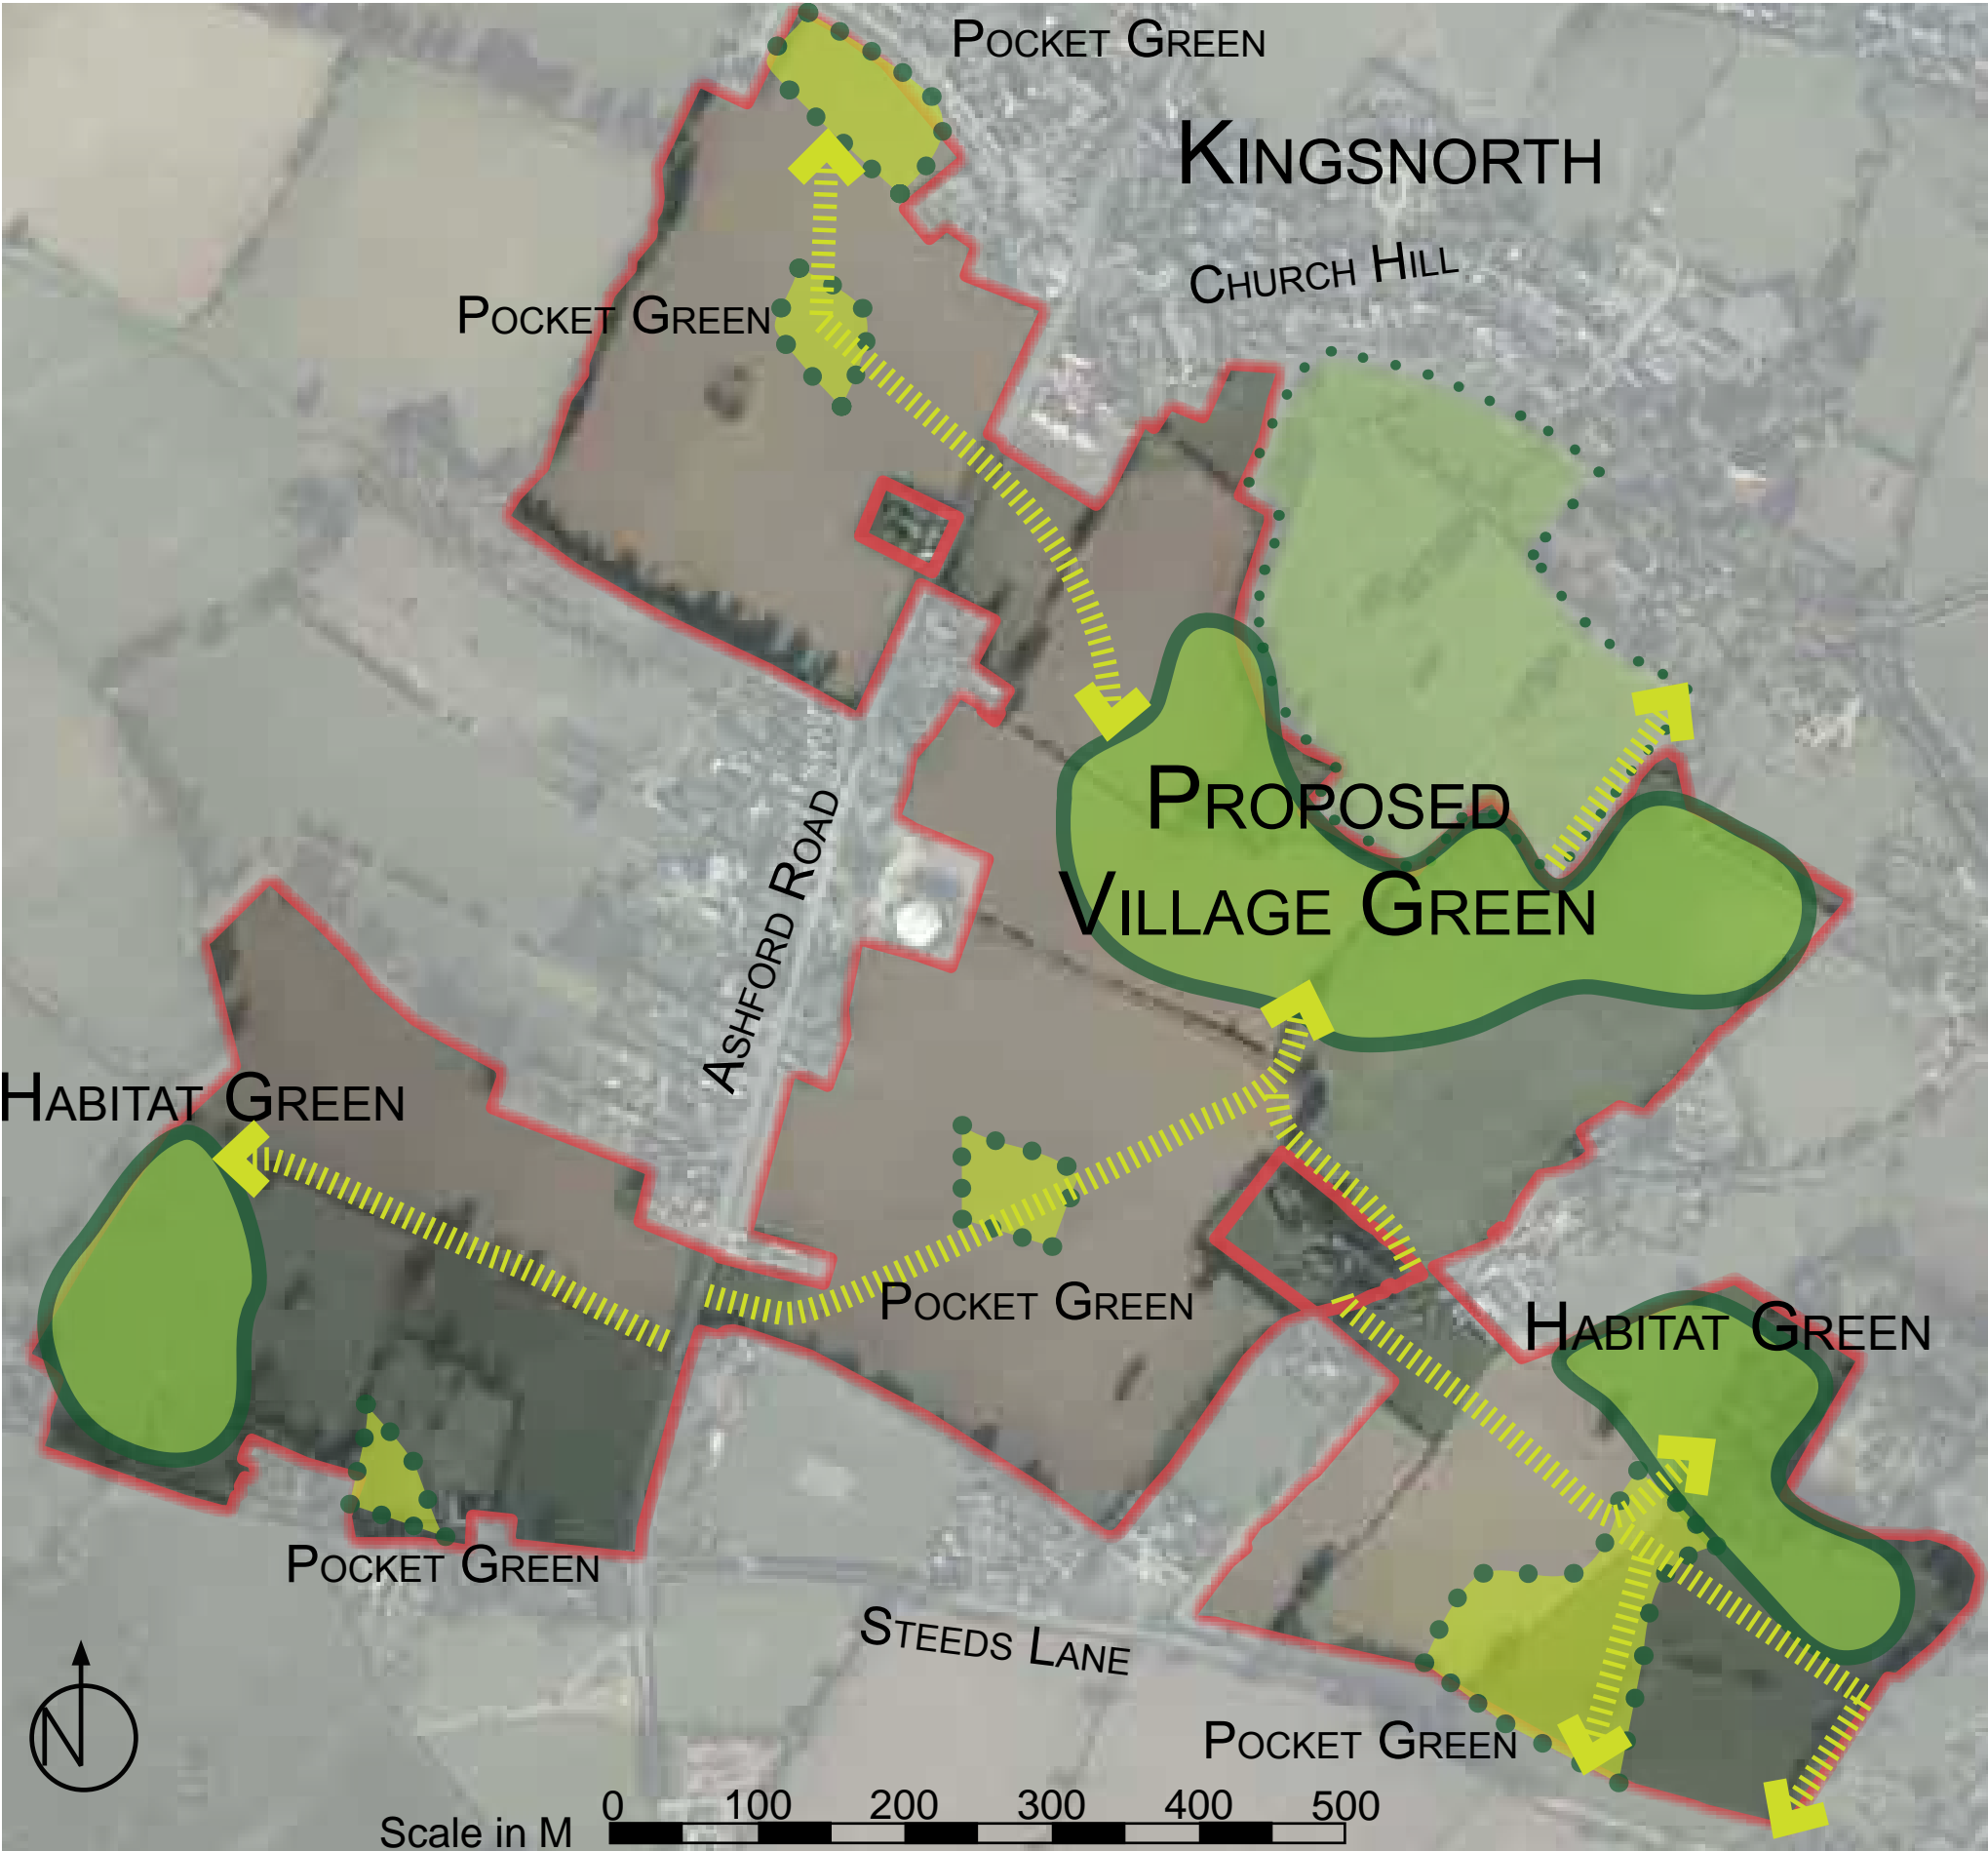 Pocket Green
Kingsnorth
Church Hill
Pocket Green
Proposed
Village Green
Ashford Road
Habitat Green
Pocket Green
Habitat Green
Pocket Green
Steeds Lane
Pocket Green
N
0 100 200 300 400 500
Scale in M